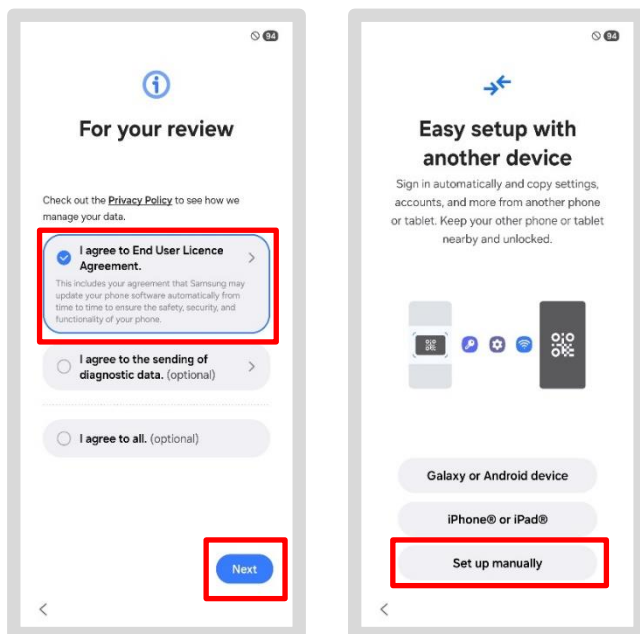 94
For your review
Check out the Privacy Policy to see how we
manage your data.
I agree to End User Licence
Agreement.
This includes your agreement that Samsung may
update your phone software automatically from
time to time to ensure the safety, security, and
functionality of your phone.
I agree to the sending of
diagnostic data. (optional)
I agree to all. (optional)
Next
94
Easy setup with
another device
Sign in automatically and copy settings,
accounts, and more from another phone
or tablet. Keep your other phone or tablet
nearby and unlocked.
Galaxy or Android device
iPhone® or iPad®
Set up manually